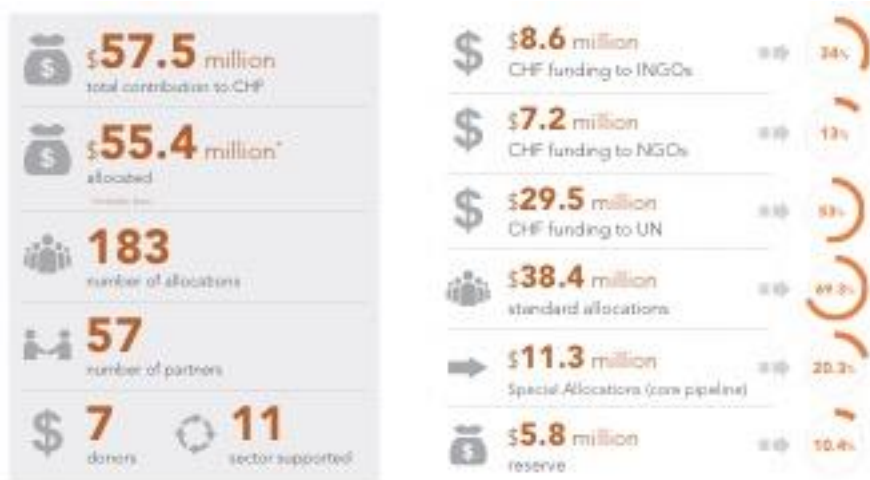 $57.5 million
total contribution to CHF
$55.4 million*
allocated
183
number of allocations
57
number of partners
7
donors
11
sector supported
$8.6 million
CHF funding to INGOs
34%
$7.2 million
CHF funding to NGOs
13%
$29.5 million
CHF funding to UN
53%
$38.4 million
standard allocations
69.3%
$11.3 million
Special Allocations (core pipeline)
20.3%
$5.8 million
reserve
10.4%